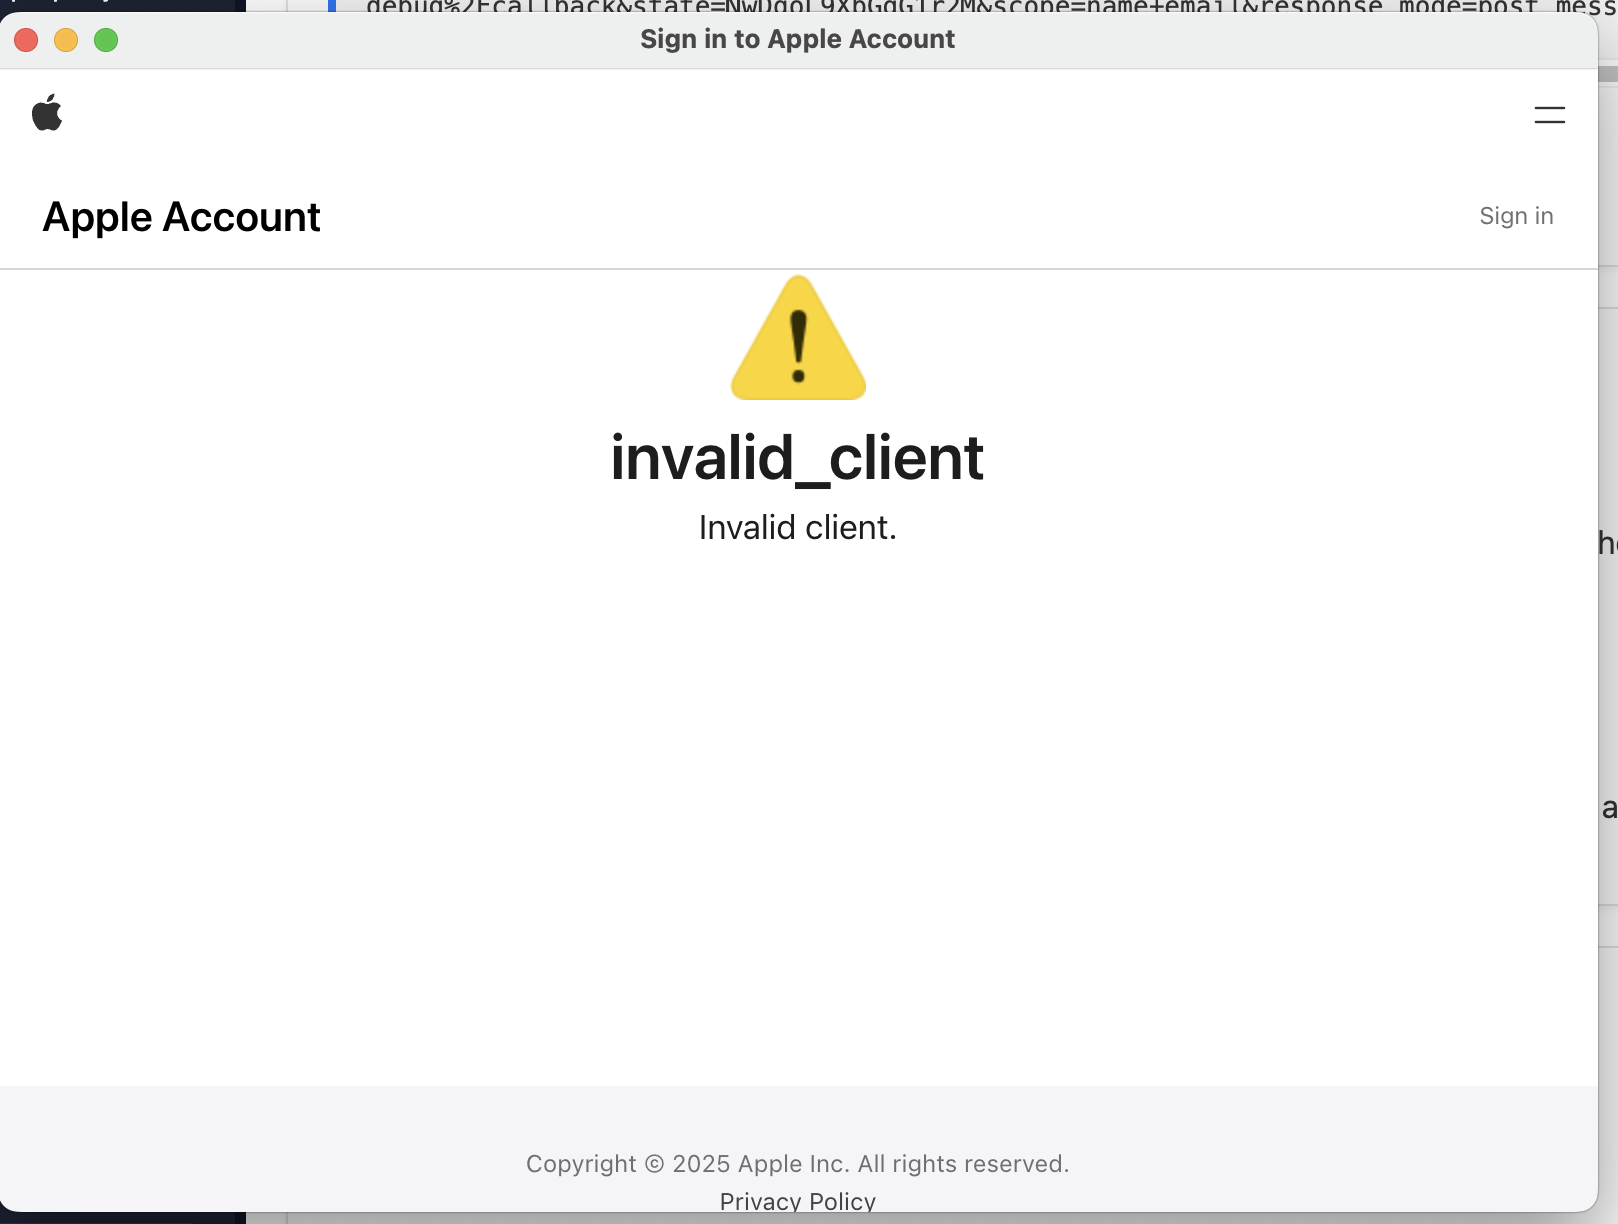 debug%2Fcallback&state=NwDgoL9XbGgGTr2M&scope=name+email&response_mode=post_mess
Sign in to Apple Account
Apple Account
Sign in
invalid_client
Invalid client.
Copyright © 2025 Apple Inc. All rights reserved.
Privacy Policy